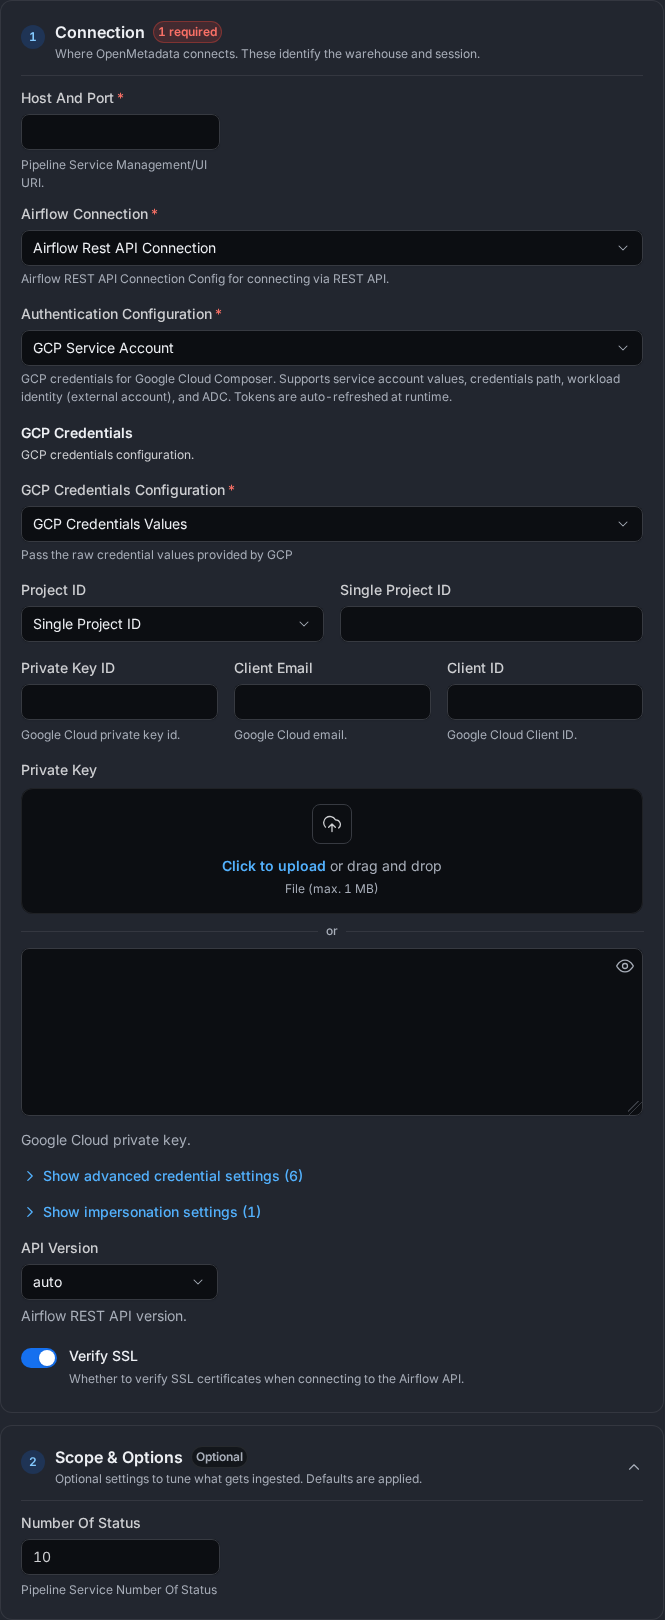 1
Connection 1 required
Where OpenMetadata connects. These identify the warehouse and session.
Host And Port *
Pipeline Service Management/UI
URI.
Airflow Connection *
Airflow Rest API Connection
Airflow REST API Connection Config for connecting via REST API.
Authentication Configuration *
GCP Service Account
GCP credentials for Google Cloud Composer. Supports service account values, credentials path, workload
identity (external account), and ADC. Tokens are auto-refreshed at runtime.
GCP Credentials
GCP credentials configuration.
GCP Credentials Configuration *
GCP Credentials Values
Pass the raw credential values provided by GCP
Project ID Single Project ID
Single Project ID
Private Key ID Client Email Client ID
Google Cloud private key id. Google Cloud email. Google Cloud Client ID.
Private Key
Click to upload or drag and drop
File (max. 1 MB)
or
Google Cloud private key.
Show advanced credential settings (6)
Show impersonation settings (1)
API Version
auto
Airflow REST API version.
Verify SSL
Whether to verify SSL certificates when connecting to the Airflow API.
2
Scope & Options Optional
Optional settings to tune what gets ingested. Defaults are applied.
Number Of Status
10
Pipeline Service Number Of Status